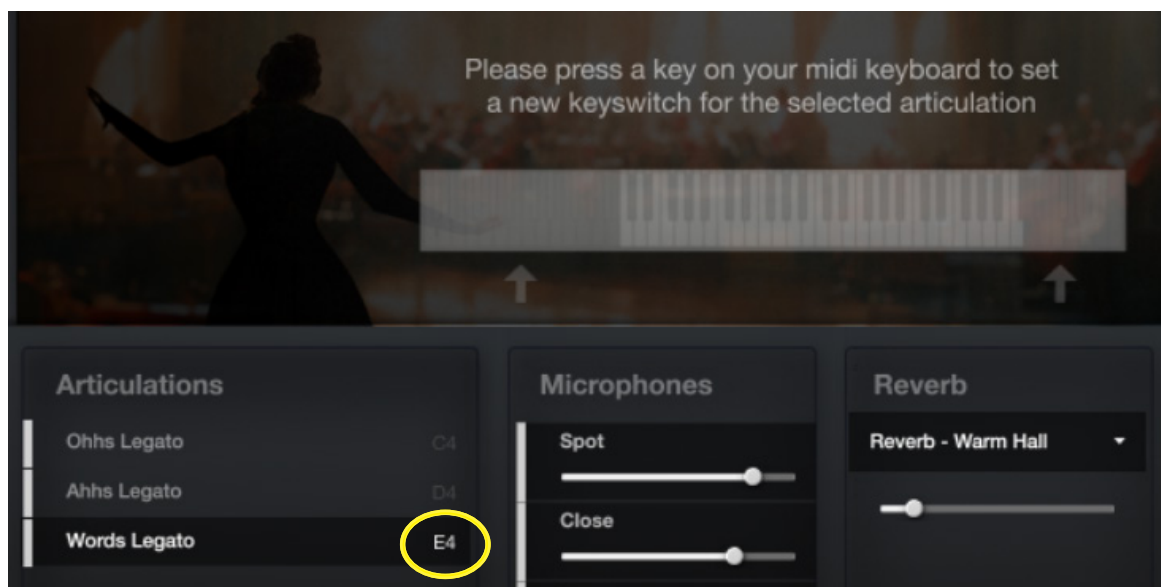 Please press a key on your midi keyboard to set
a new keyswitch for the selected articulation
Articulations
Ohhs Legato C4
Ahhs Legato D4
Words Legato E4
Microphones
Spot
Close
Reverb
Reverb - Warm Hall